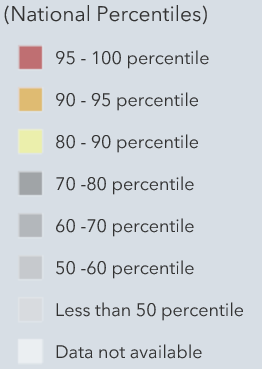 (National Percentiles)
95 - 100 percentile
90 - 95 percentile
80 - 90 percentile
70 -80 percentile
60 -70 percentile
50 -60 percentile
Less than 50 percentile
Data not available